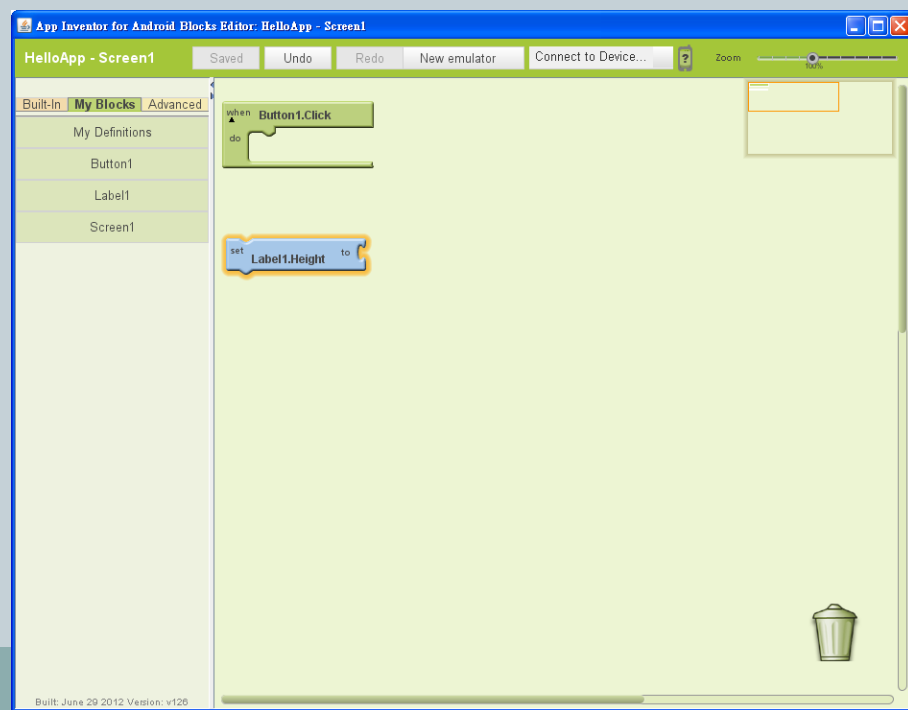 App Inventor for Android Blocks Editor: HelloApp - Screen1
HelloApp - Screen1 Saved Undo Redo New emulator Connect to Device... ? Zoom
100%
Built-In My Blocks Advanced
My Definitions
Button1
Label1
Screen1
when Button1.Click
do
set Label1.Height to
Built: June 29 2012 Version: v126